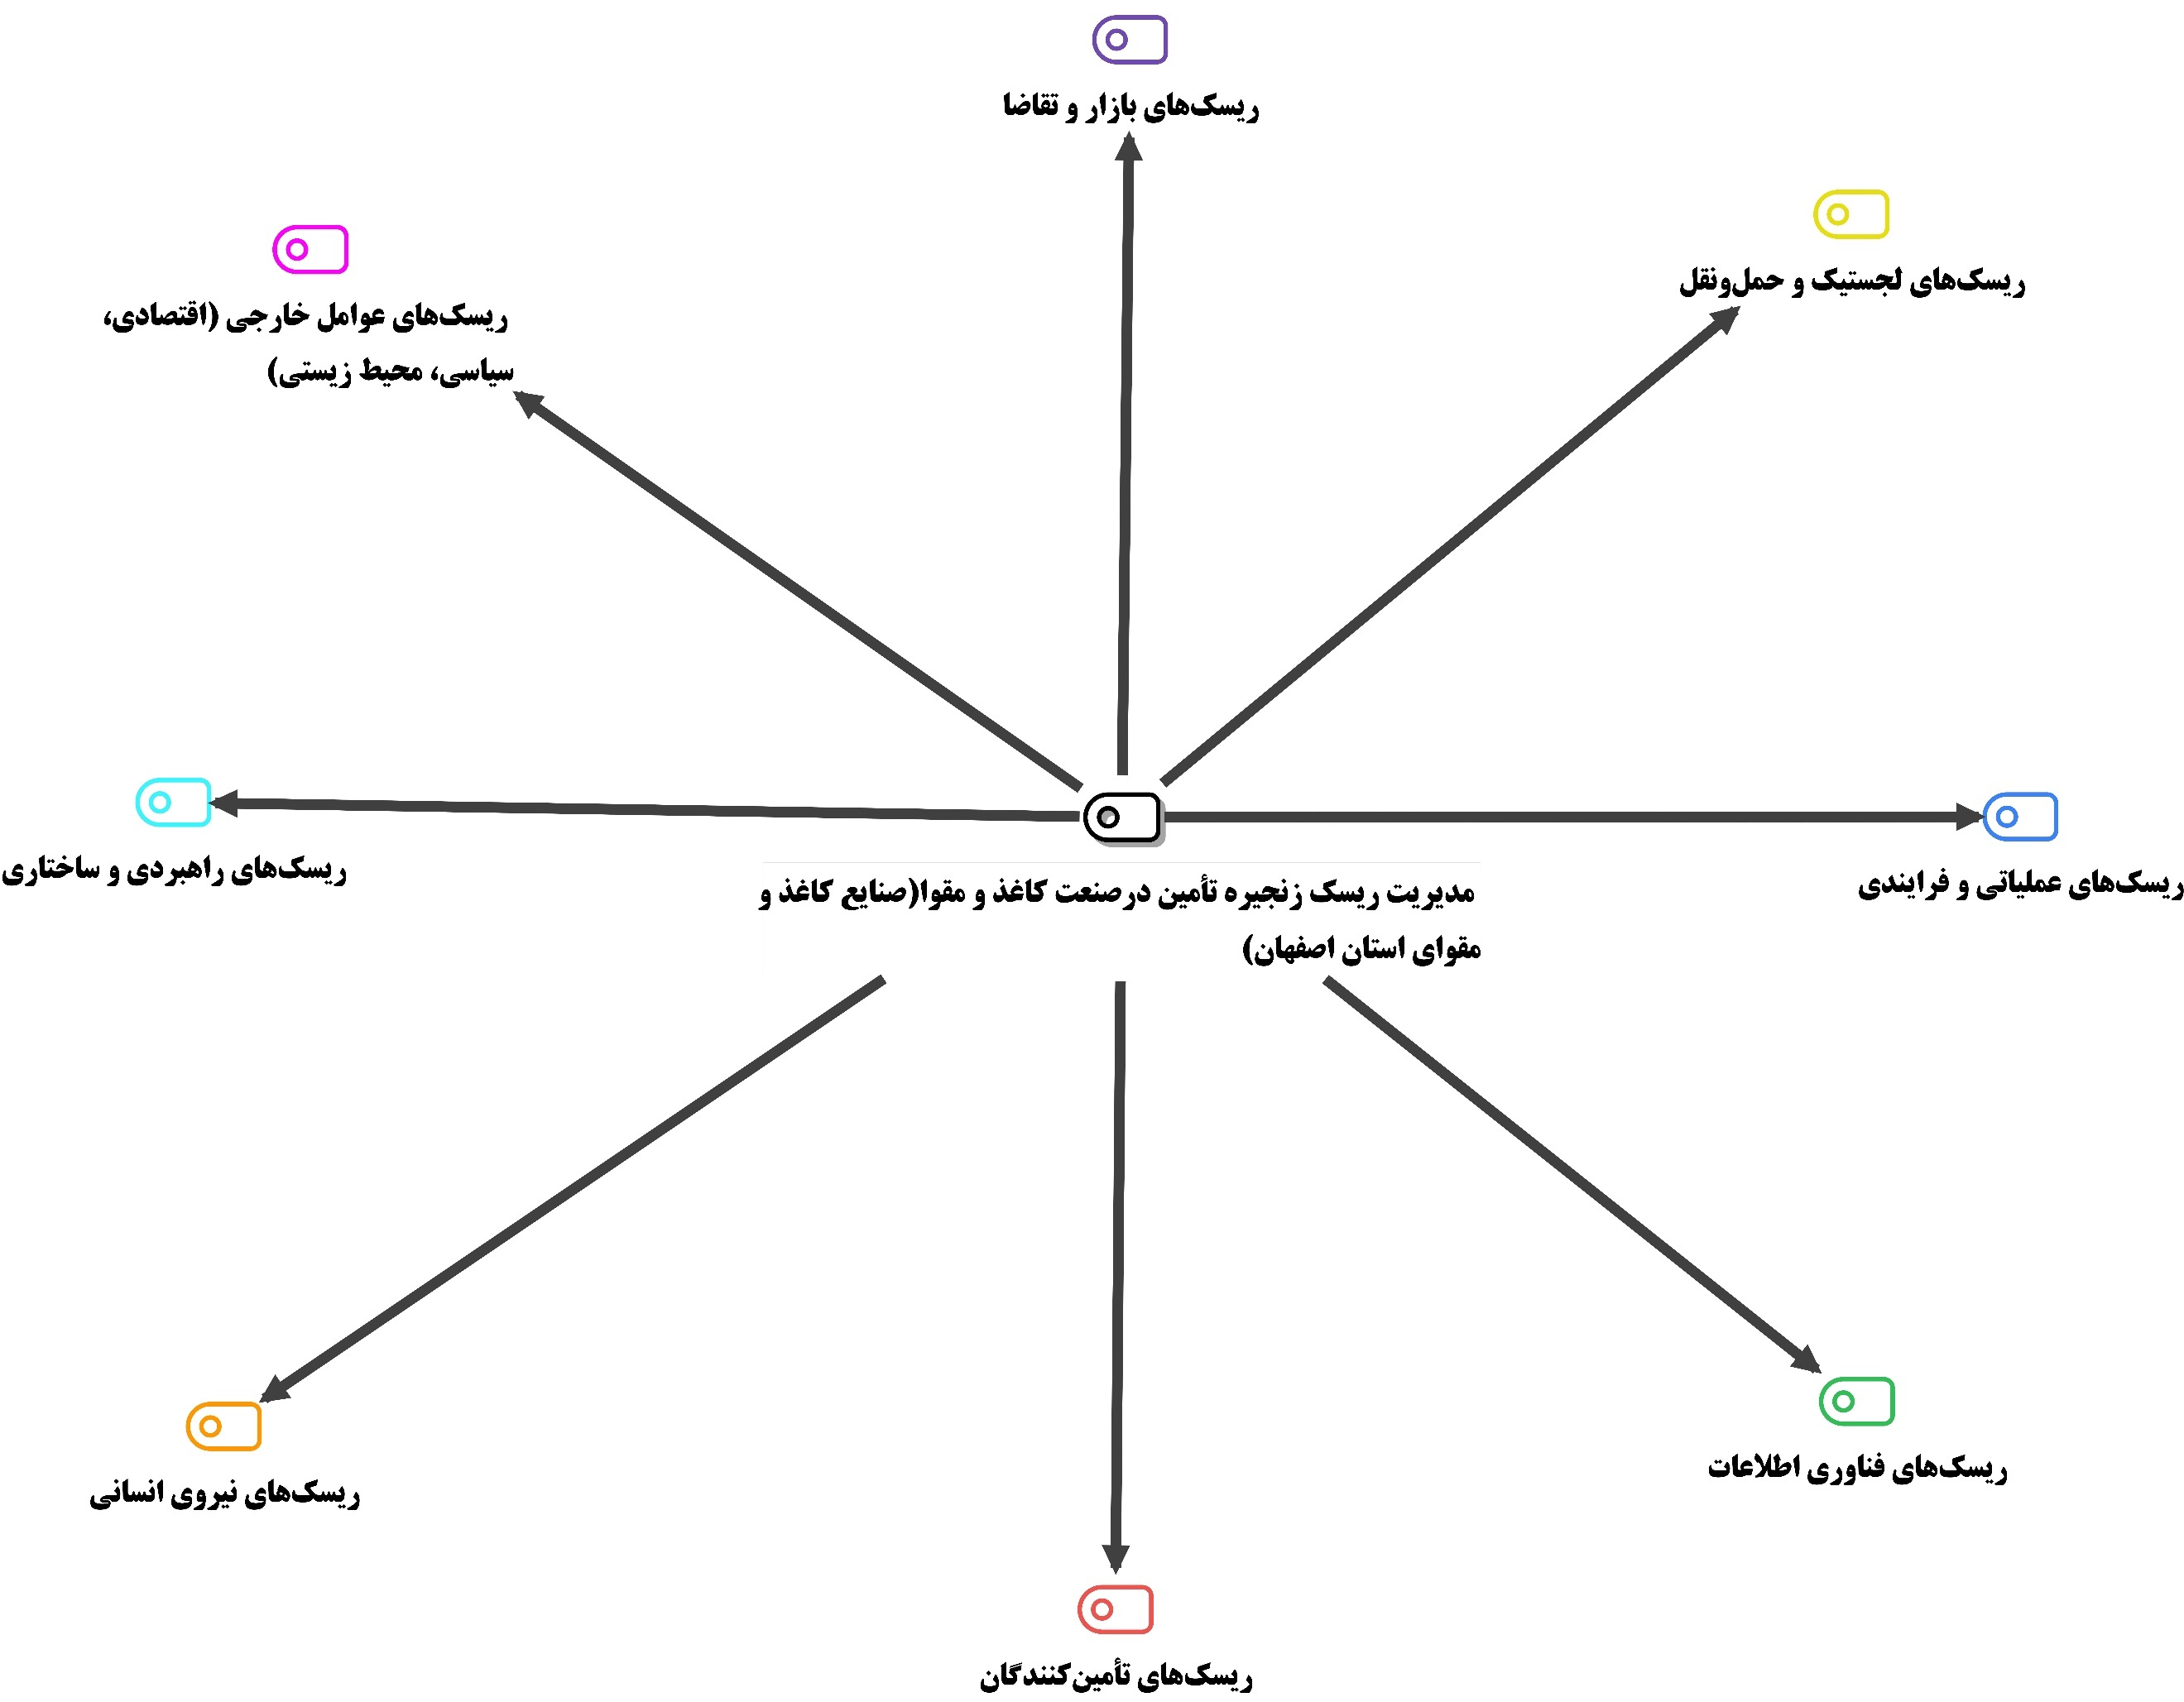 ریسک‌های بازار و تقاضا
ریسک‌های لجستیک و حمل‌ونقل
ریسک‌های عوامل خارجی (اقتصادی،
سیاسی، محیط زیستی)
ریسک‌های راهبردی و ساختاری
ریسک‌های عملیاتی و فرایندی
مدیریت ریسک زنجیره تأمین درصنعت کاغذ و مقوا(صنایع کاغذ و
مقوای استان اصفهان)
ریسک‌های فناوری اطلاعات
ریسک‌های نیروی انسانی
ریسک‌های تأمین‌کنندگان